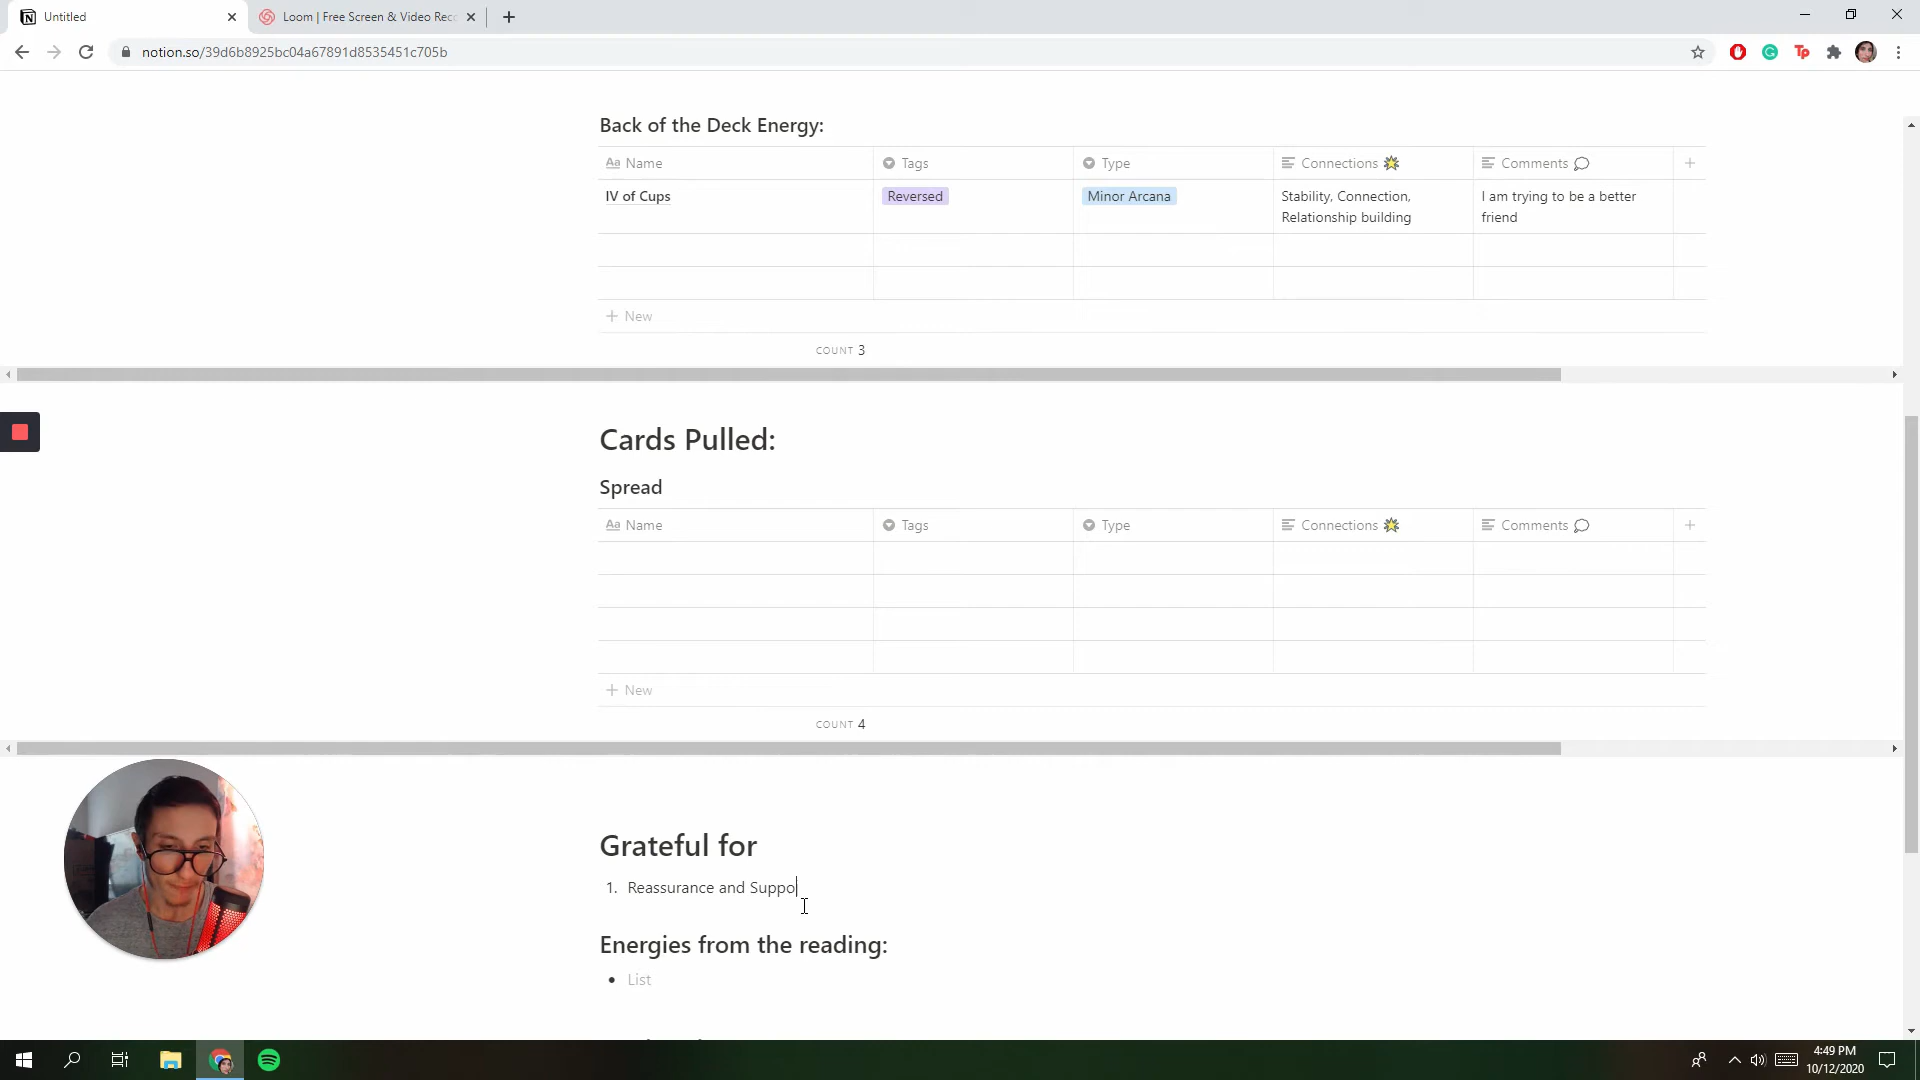 Untitled
Loom | Free Screen & Video Rec
notion.so/39d6b8925bc04a67891d8535451c705b
Back of the Deck Energy:
Aa Name Tags Type Connections Comments
IV of Cups Reversed Minor Arcana Stability, Connection, I am trying to be a better
Relationship building friend
+ New
COUNT 3
Cards Pulled:
Spread
Aa Name Tags Type Connections Comments
+ New
COUNT 4
Grateful for
1. Reassurance and Suppo
Energies from the reading:
• List
4:49 PM
10/12/2020